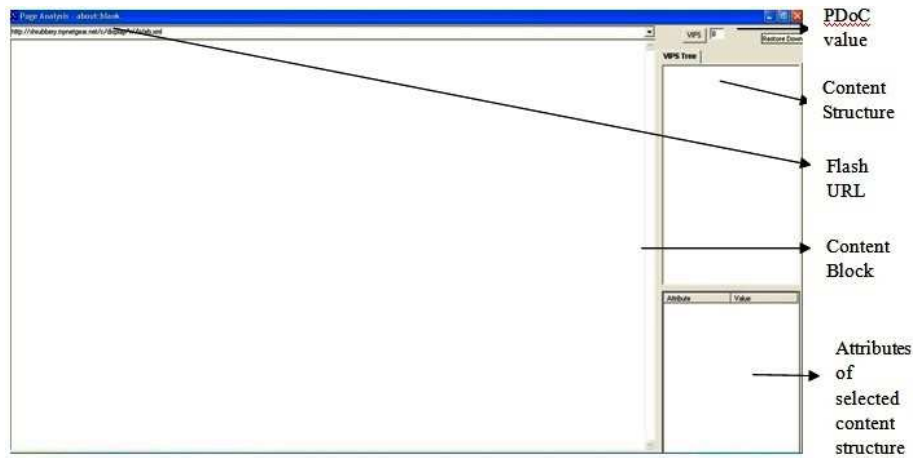 Page Analysis - about:blank
VIPS
Restore Down
VIPS Tree
Attribute Value
PDoC
value
Content
Structure
Flash
URL
Content
Block
Attributes
of
selected
content
structure